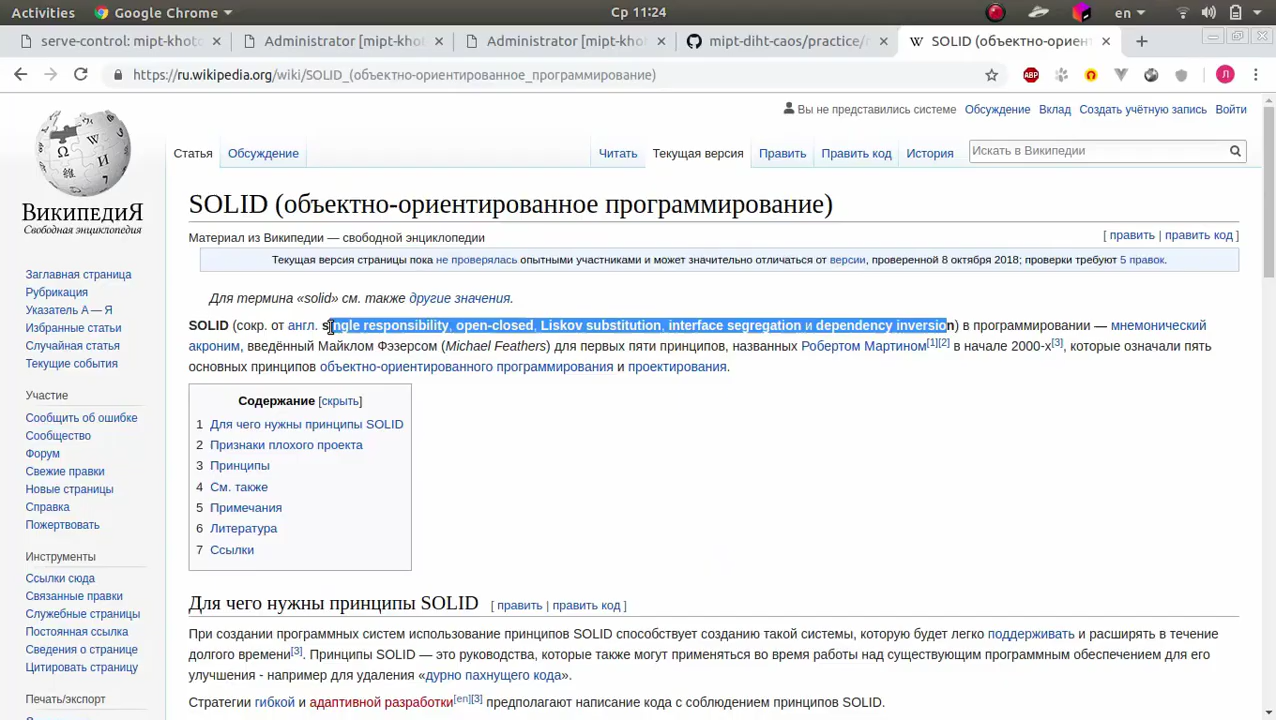 Activities Google Chrome Ср 11:24 en
serve-control: mipt-khot Administrator [mipt-khot Administrator [mipt-khot mipt-diht-caos/practice/r SOLID (объектно-ориент
https://ru.wikipedia.org/wiki/SOLID_(объектно-ориентированное_программирование) ABP Л
Вы не представились системе Обсуждение Вклад Создать учётную запись Войти
Статья Обсуждение Читать Текущая версия Править Править код История Искать в Википедии
ВикипедиЯ
Свободная энциклопедия
SOLID (объектно-ориентированное программирование)
Материал из Википедии — свободной энциклопедии [ править | править код ]
Текущая версия страницы пока не проверялась опытными участниками и может значительно отличаться от версии, проверенной 8 октября 2018; проверки требуют 5 правок.
Для термина «solid» см. также другие значения.
SOLID (сокр. от англ. single responsibility, open-closed, Liskov substitution, interface segregation и dependency inversion) в программировании — мнемонический
акроним, введённый Майклом Фэзерсом (Michael Feathers) для первых пяти принципов, названных Робертом Мартином[1][2] в начале 2000-х[3], которые означали пять
основных принципов объектно-ориентированного программирования и проектирования.
Содержание [скрыть]
1 Для чего нужны принципы SOLID
2 Признаки плохого проекта
3 Принципы
4 См. также
5 Примечания
6 Литература
7 Ссылки
Для чего нужны принципы SOLID [ править | править код ]
При создании программных систем использование принципов SOLID способствует созданию такой системы, которую будет легко поддерживать и расширять в течение
долгого времени[3]. Принципы SOLID — это руководства, которые также могут применяться во время работы над существующим программным обеспечением для его
улучшения - например для удаления «дурно пахнущего кода».
Стратегии гибкой и адаптивной разработки[en][3] предполагают написание кода с соблюдением принципов SOLID.
Заглавная страница
Рубрикация
Указатель А — Я
Избранные статьи
Случайная статья
Текущие события
Участие
Сообщить об ошибке
Сообщество
Форум
Свежие правки
Новые страницы
Справка
Пожертвовать
Инструменты
Ссылки сюда
Связанные правки
Служебные страницы
Постоянная ссылка
Сведения о странице
Цитировать страницу
Печать/экспорт